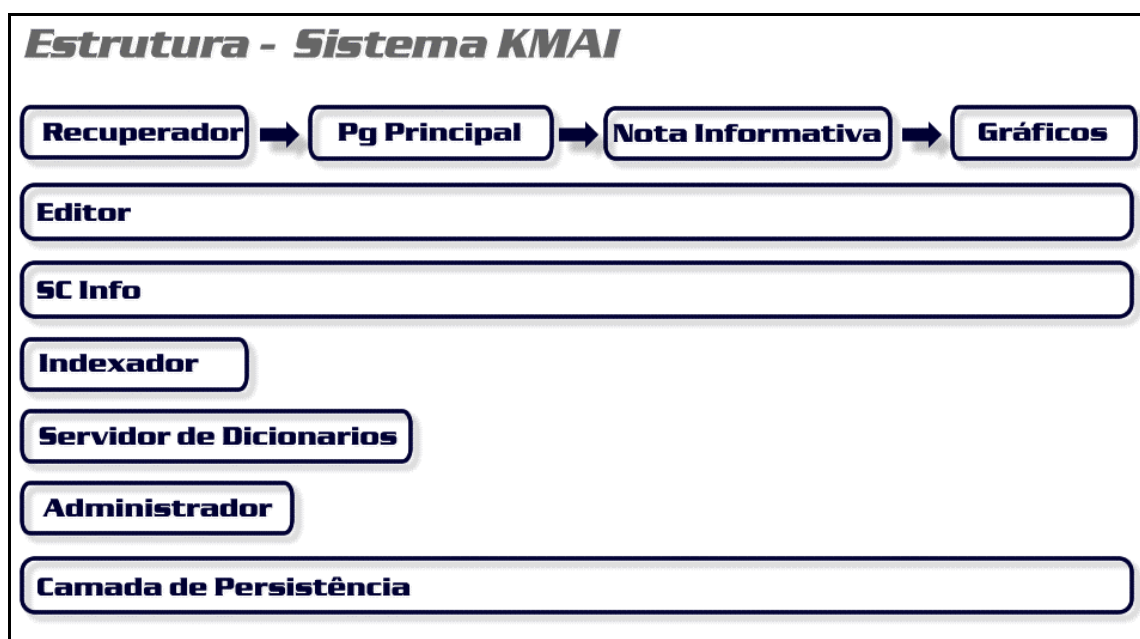 Estrutura - Sistema KMAI
Recuperador Pg Principal Nota Informativa Gráficos
Editor
SC Info
Indexador
Servidor de Dicionarios
Administrador
Camada de Persistência